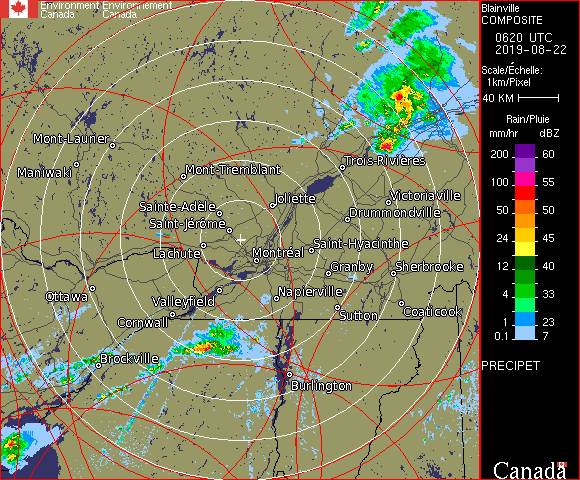 Environment Environnement
Canada Canada
Blainville
COMPOSITE
0620 UTC
2019-08-22
Scale/Échelle:
1km/Pixel
40 KM
Rain/Pluie
mm/hr dBZ
200 60
100 55
50 50
24 45
12 40
4 33
1 23
0.1 7
PRECIPET
Canada
Mont-Laurier
Maniwaki
Mont-Tremblant
Trois-Rivières
Joliette
Victoriaville
Sainte-Adèle
Drummondville
Saint-Jérôme
Saint-Hyacinthe
Lachute
Montréal
Granby
Sherbrooke
Ottawa
Napierville
Valleyfield
Sutton
Coaticook
Cornwall
Brockville
Burlington